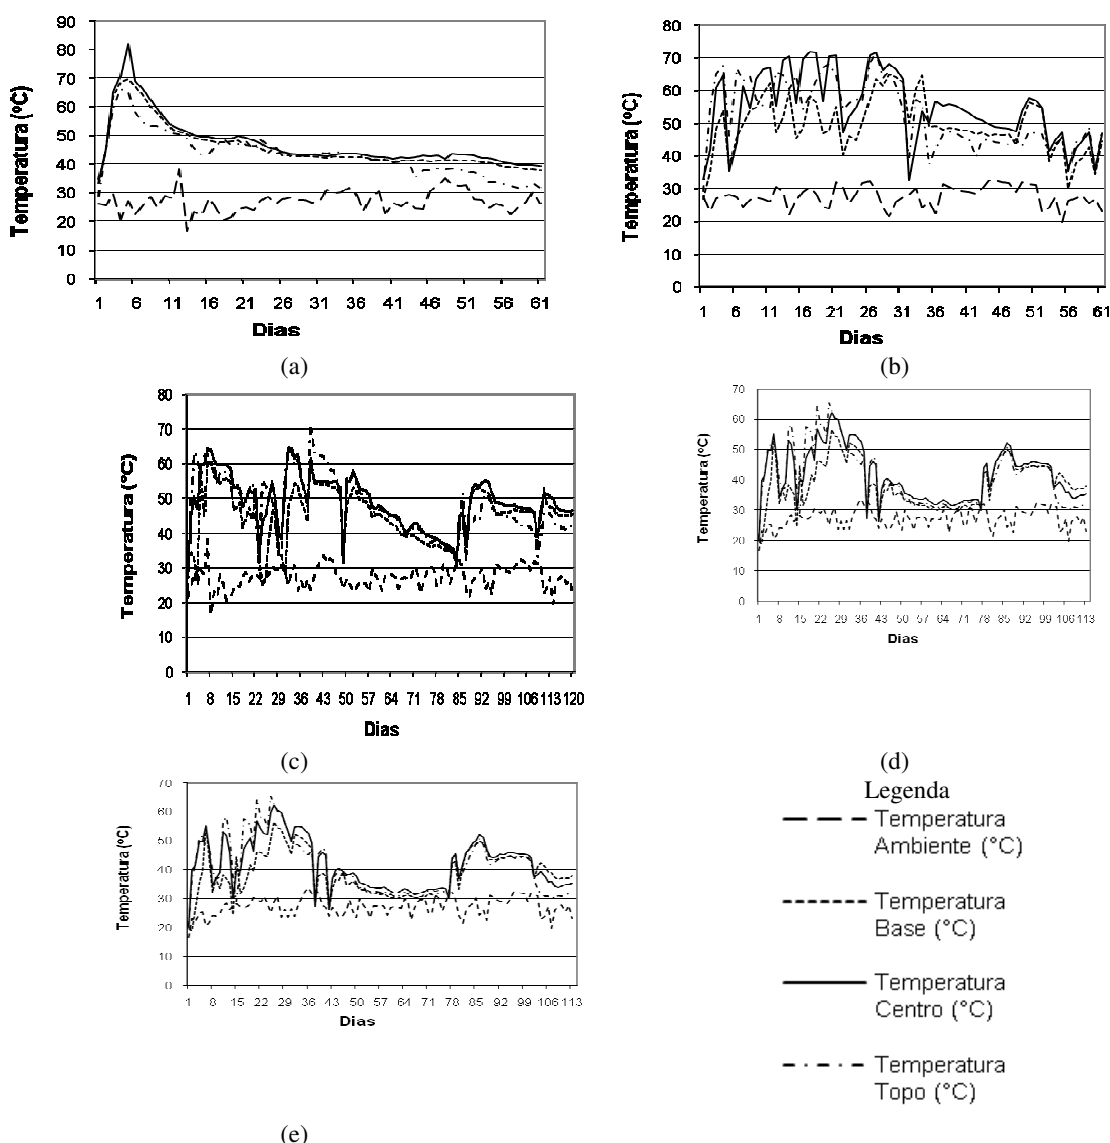 90
80
70
60
50
40
30
20
10
0
Temperatura (ºC)
1 6 11 16 21 26 31 36 41 46 51 56 61
Dias
(a)
80
70
60
50
40
30
20
10
0
Temperatura (ºC)
1 6 11 16 21 26 31 36 41 46 51 56 61
Dias
(b)
80
70
60
50
40
30
20
10
0
Temperatura (°C)
1 8 15 22 29 36 43 50 57 64 71 78 85 92 99 106 113 120
Dias
(c)
70
60
50
40
30
20
10
0
Temperatura (ºC)
1 8 15 22 29 36 43 50 57 64 71 78 85 92 99 106 113
Dias
(d)
70
60
50
40
30
20
10
0
Temperatura (ºC)
1 8 15 22 29 36 43 50 57 64 71 78 85 92 99 106 113
Dias
(e)
Legenda
Temperatura
Ambiente (°C)
Temperatura
Base (°C)
Temperatura
Centro (°C)
Temperatura
Topo (°C)